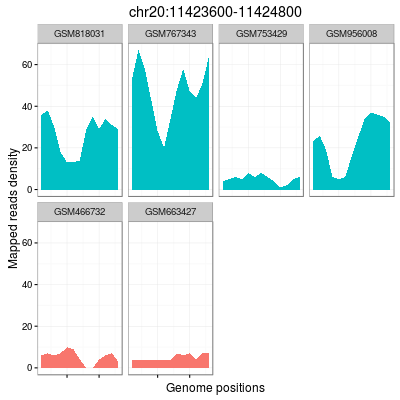 chr20:11423600-11424800
GSM818031 GSM767343 GSM753429 GSM956008
60
40
20
0
GSM466732 GSM663427
60
40
20
0
Mapped reads density
Genome positions